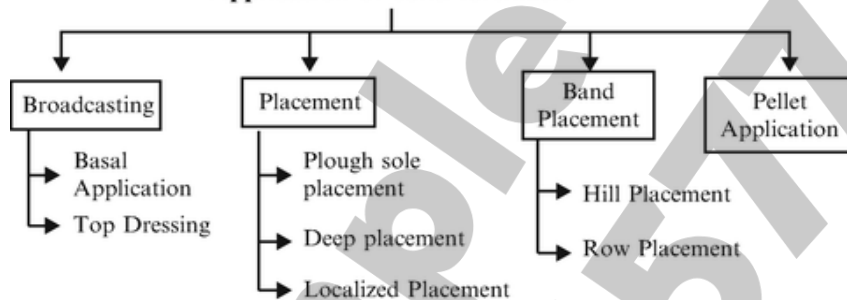 Broadcasting
Basal
Application
Top Dressing
Placement
Plough sole
placement
Deep placement
Localized Placement
Band
Placement
Hill Placement
Row Placement
Pellet
Application